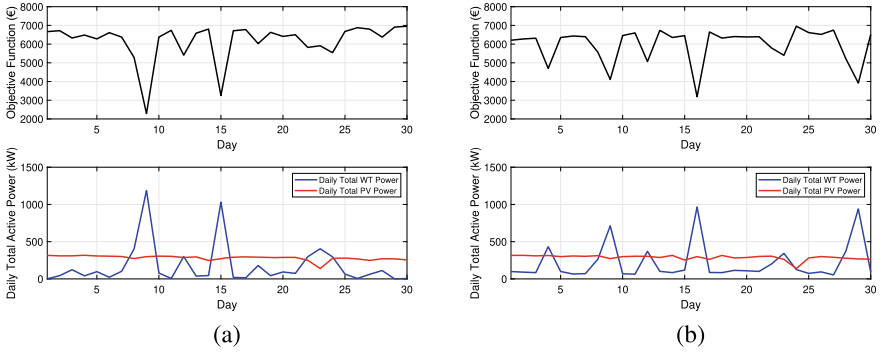 Objective Function (€)
8000
7000
6000
5000
4000
3000
2000
5 10 15 20 25 30
Day
Daily Total Active Power (kW)
1500
1000
500
0
Daily Total WT Power
Daily Total PV Power
5 10 15 20 25 30
Day
(a)
Objective Function (€)
8000
7000
6000
5000
4000
3000
2000
5 10 15 20 25 30
Day
Daily Total Active Power (kW)
1500
1000
500
0
Daily Total WT Power
Daily Total PV Power
5 10 15 20 25 30
Day
(b)